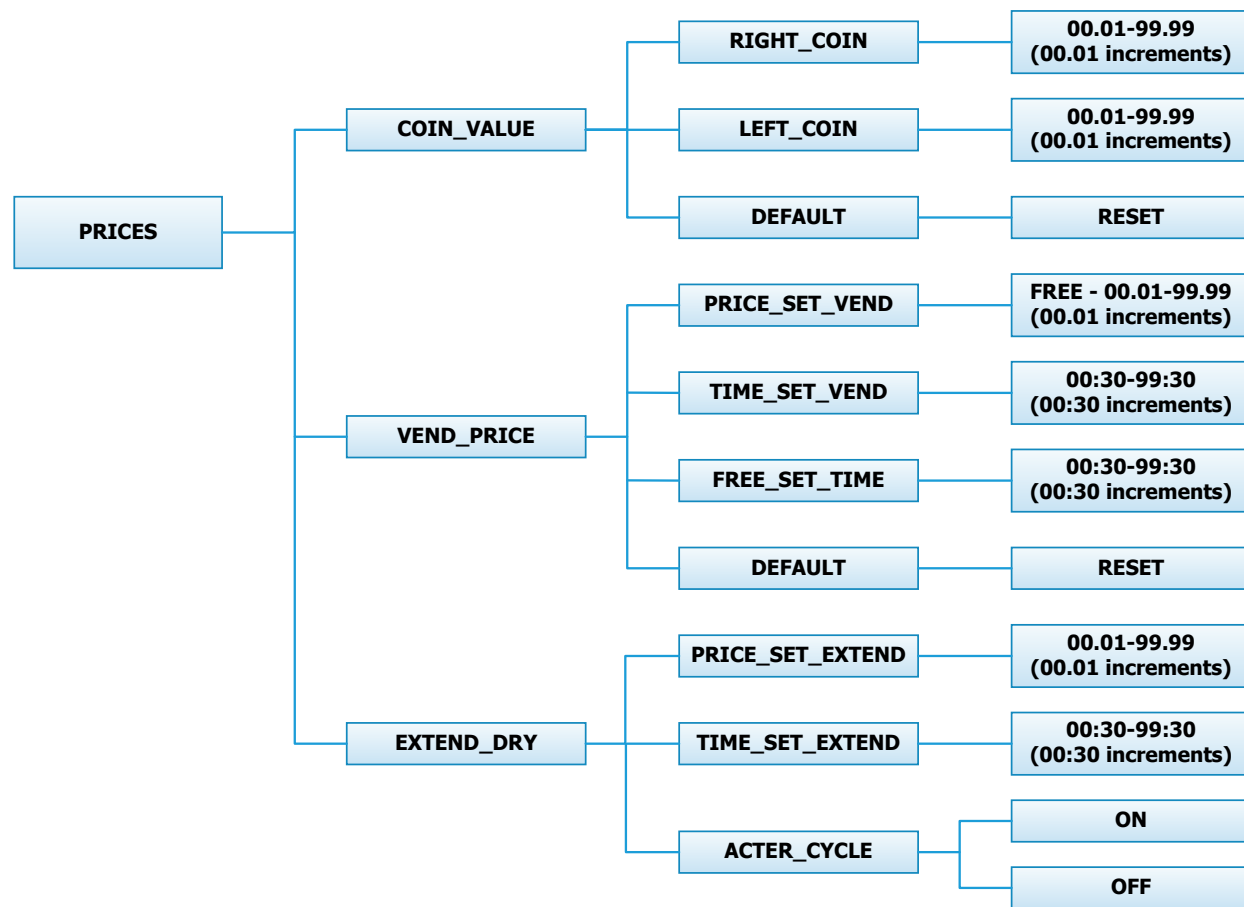 PRICES
COIN_VALUE
RIGHT_COIN
00.01-99.99
(00.01 increments)
LEFT_COIN
00.01-99.99
(00.01 increments)
DEFAULT
RESET
VEND_PRICE
PRICE_SET_VEND
FREE - 00.01-99.99
(00.01 increments)
TIME_SET_VEND
00:30-99:30
(00:30 increments)
FREE_SET_TIME
00:30-99:30
(00:30 increments)
DEFAULT
RESET
EXTEND_DRY
PRICE_SET_EXTEND
00.01-99.99
(00.01 increments)
TIME_SET_EXTEND
00:30-99:30
(00:30 increments)
ACTER_CYCLE
ON
OFF